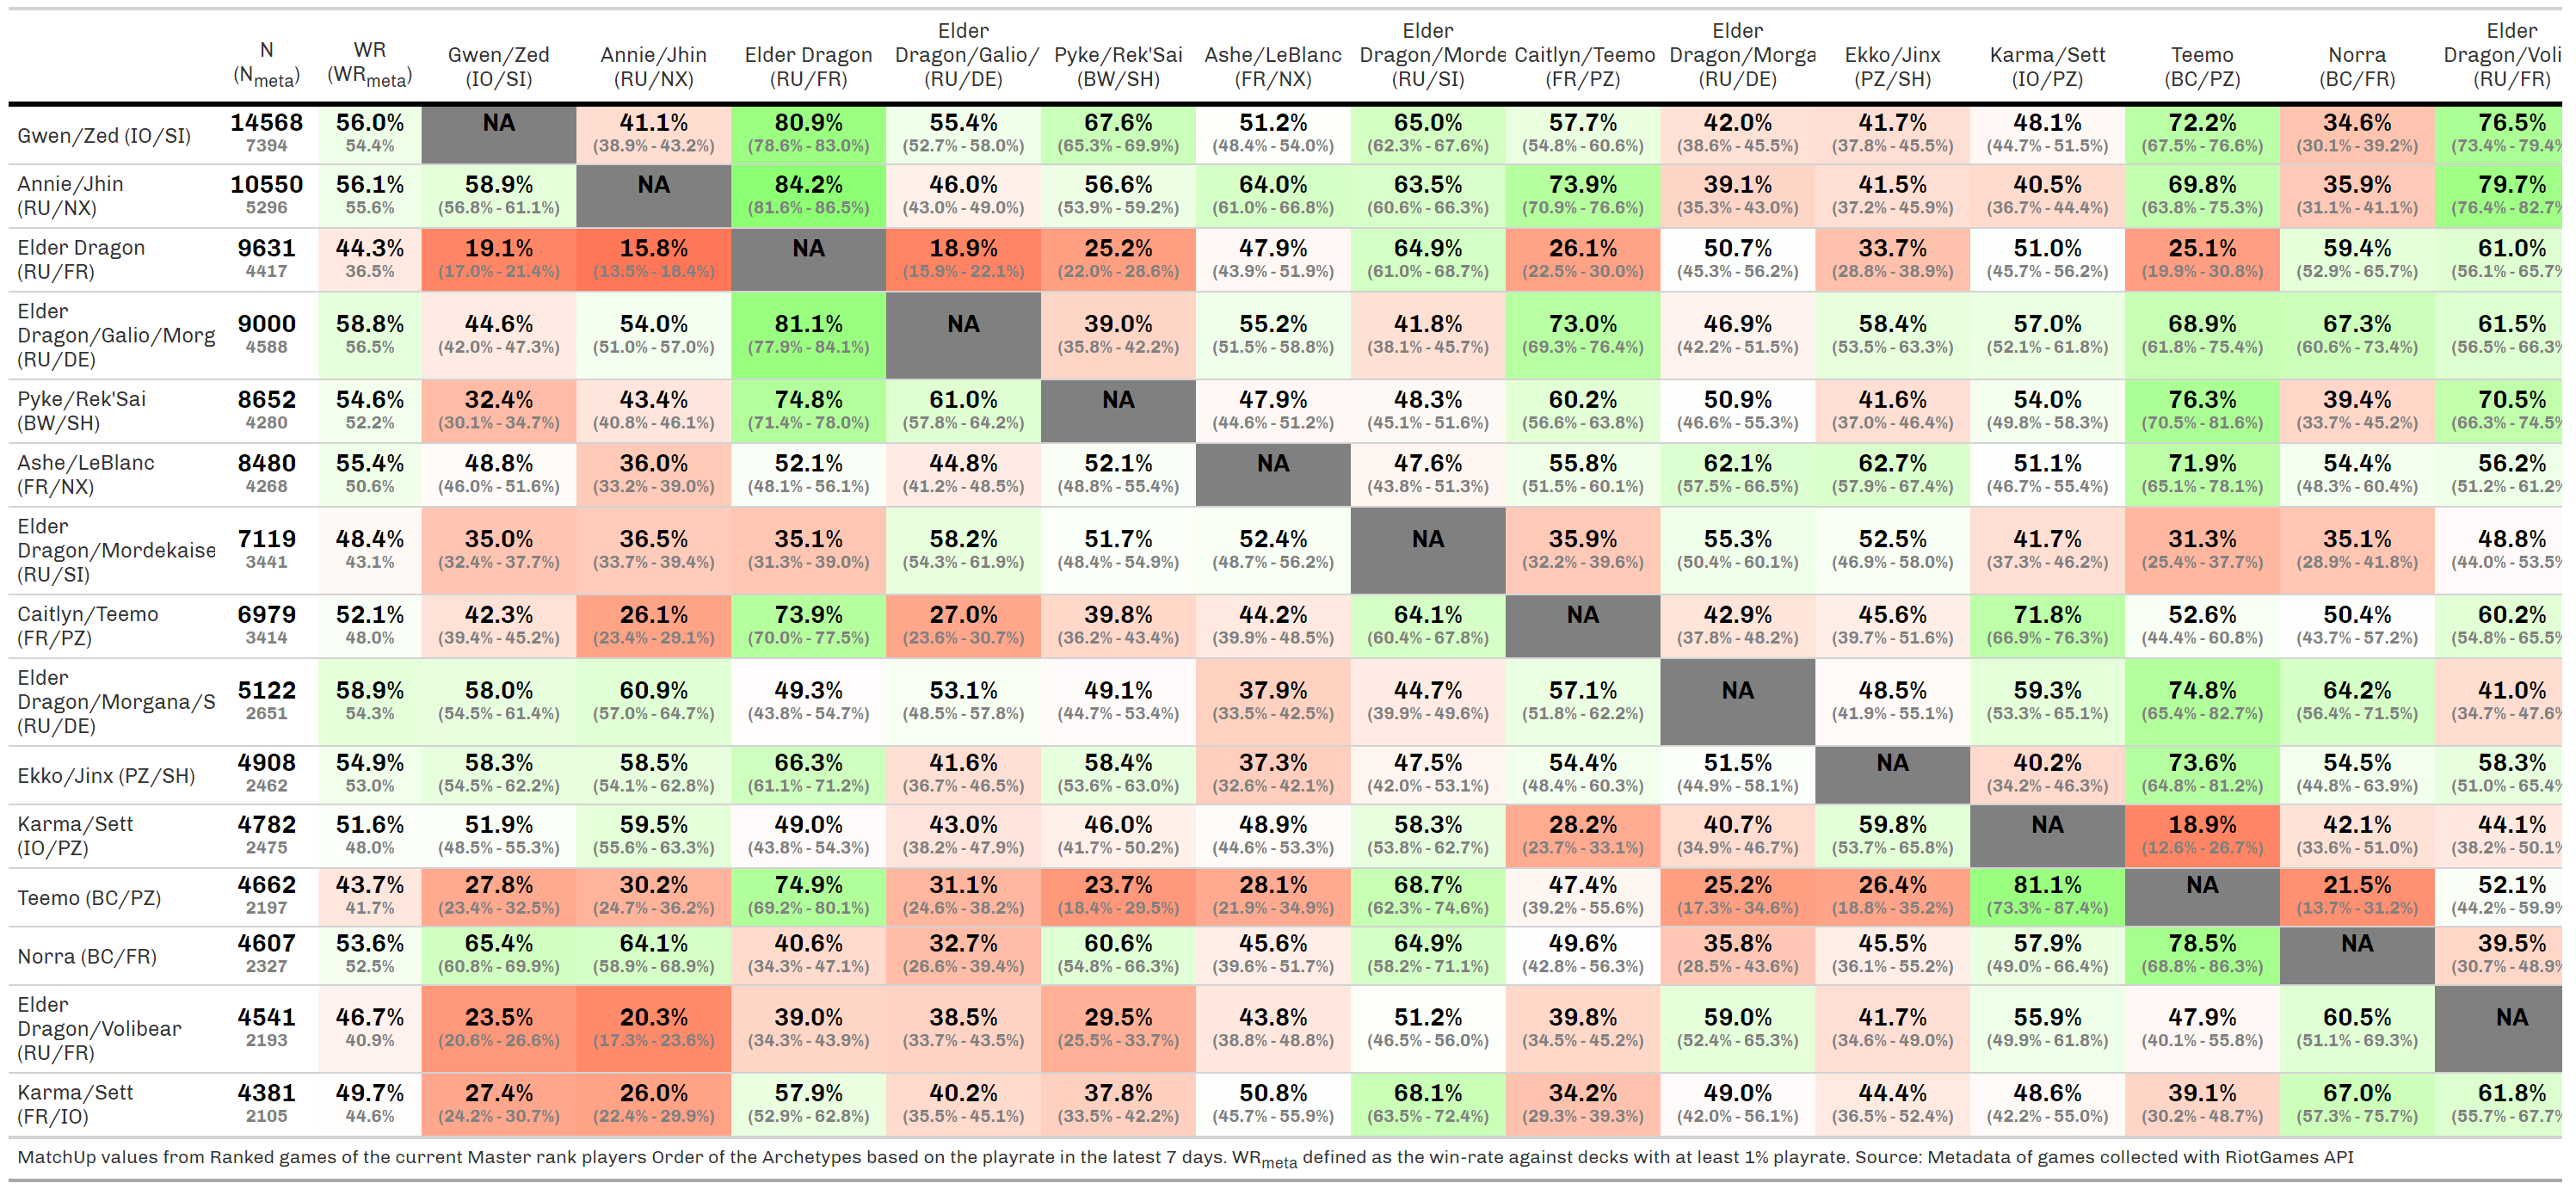 N (Nmeta) WR (WRmeta) Gwen/Zed (IO/SI) Annie/Jhin (RU/NX) Elder Dragon (RU/FR) Elder Dragon/Galio/ (RU/DE) Pyke/Rek'Sai (BW/SH) Ashe/LeBlanc (FR/NX) Elder Dragon/Morde (RU/SI) Caitlyn/Teemo (FR/PZ) Elder Dragon/Morga (RU/DE) Ekko/Jinx (PZ/SH) Karma/Sett (IO/PZ) Teemo (BC/PZ) Norra (BC/FR) Elder Dragon/Voli (RU/FR)
Gwen/Zed (IO/SI) 14568 56.0% NA 41.1% 80.9% 55.4% 67.6% 51.2% 65.0% 57.7% 42.0% 41.7% 48.1% 72.2% 34.6% 76.5%
7394 54.4% (38.9% - 43.2%) (78.6% - 83.0%) (52.7% - 58.0%) (65.3% - 69.9%) (48.4% - 54.0%) (62.3% - 67.6%) (54.8% - 60.6%) (38.6% - 45.5%) (37.8% - 45.5%) (44.7% - 51.5%) (67.5% - 76.6%) (30.1% - 39.2%) (73.4% - 79.4%
Annie/Jhin (RU/NX) 10550 56.1% 58.9% NA 84.2% 46.0% 56.6% 64.0% 63.5% 73.9% 39.1% 41.5% 40.5% 69.8% 35.9% 79.7%
5296 55.6% (56.8% - 61.1%) (81.6% - 86.5%) (43.0% - 49.0%) (53.9% - 59.2%) (61.0% - 66.8%) (60.6% - 66.3%) (70.9% - 76.6%) (35.3% - 43.0%) (37.2% - 45.9%) (36.7% - 44.4%) (63.8% - 75.3%) (31.1% - 41.1%) (76.4% - 82.7%
Elder Dragon (RU/FR) 9631 44.3% 19.1% 15.8% NA 18.9% 25.2% 47.9% 64.9% 26.1% 50.7% 33.7% 51.0% 25.1% 59.4% 61.0%
4417 36.5% (17.0% - 21.4%) (13.5% - 18.4%) (15.9% - 22.1%) (22.0% - 28.6%) (43.9% - 51.9%) (61.0% - 68.7%) (22.5% - 30.0%) (45.3% - 56.2%) (28.8% - 38.9%) (45.7% - 56.2%) (19.9% - 30.8%) (52.9% - 65.7%) (56.1% - 65.7%
Elder Dragon/Galio/Morg (RU/DE) 9000 58.8% 44.6% 54.0% 81.1% NA 39.0% 55.2% 41.8% 73.0% 46.9% 58.4% 57.0% 68.9% 67.3% 61.5%
4588 56.5% (42.0% - 47.3%) (51.0% - 57.0%) (77.9% - 84.1%) (35.8% - 42.2%) (51.5% - 58.8%) (38.1% - 45.7%) (69.3% - 76.4%) (42.2% - 51.5%) (53.5% - 63.3%) (52.1% - 61.8%) (61.8% - 75.4%) (60.6% - 73.4%) (56.5% - 66.3%
Pyke/Rek'Sai (BW/SH) 8652 54.6% 32.4% 43.4% 74.8% 61.0% NA 47.9% 48.3% 60.2% 50.9% 41.6% 54.0% 76.3% 39.4% 70.5%
4280 52.2% (30.1% - 34.7%) (40.8% - 46.1%) (71.4% - 78.0%) (57.8% - 64.2%) (44.6% - 51.2%) (45.1% - 51.6%) (56.6% - 63.8%) (46.6% - 55.3%) (37.0% - 46.4%) (49.8% - 58.3%) (70.5% - 81.6%) (33.7% - 45.2%) (66.3% - 74.5%
Ashe/LeBlanc (FR/NX) 8480 55.4% 48.8% 36.0% 52.1% 44.8% 52.1% NA 47.6% 55.8% 62.1% 62.7% 51.1% 71.9% 54.4% 56.2%
4268 50.6% (46.0% - 51.6%) (33.2% - 39.0%) (48.1% - 56.1%) (41.2% - 48.5%) (48.8% - 55.4%) (43.8% - 51.3%) (51.5% - 60.1%) (57.5% - 66.5%) (57.9% - 67.4%) (46.7% - 55.4%) (65.1% - 78.1%) (48.3% - 60.4%) (51.2% - 61.2%
Elder Dragon/Mordekaise (RU/SI) 7119 48.4% 35.0% 36.5% 35.1% 58.2% 51.7% 52.4% NA 35.9% 55.3% 52.5% 41.7% 31.3% 35.1% 48.8%
3441 43.1% (32.4% - 37.7%) (33.7% - 39.4%) (31.3% - 39.0%) (54.3% - 61.9%) (48.4% - 54.9%) (48.7% - 56.2%) (32.2% - 39.6%) (50.4% - 60.1%) (46.9% - 58.0%) (37.3% - 46.2%) (25.4% - 37.7%) (28.9% - 41.8%) (44.0% - 53.5%
Caitlyn/Teemo (FR/PZ) 6979 52.1% 42.3% 26.1% 73.9% 27.0% 39.8% 44.2% 64.1% NA 42.9% 45.6% 71.8% 52.6% 50.4% 60.2%
3414 48.0% (39.4% - 45.2%) (23.4% - 29.1%) (70.0% - 77.5%) (23.6% - 30.7%) (36.2% - 43.4%) (39.9% - 48.5%) (60.4% - 67.8%) (37.8% - 48.2%) (39.7% - 51.6%) (66.9% - 76.3%) (44.4% - 60.8%) (43.7% - 57.2%) (54.8% - 65.5%
Elder Dragon/Morgana/S (RU/DE) 5122 58.9% 58.0% 60.9% 49.3% 53.1% 49.1% 37.9% 44.7% 57.1% NA 48.5% 59.3% 74.8% 64.2% 41.0%
2651 54.3% (54.5% - 61.4%) (57.0% - 64.7%) (43.8% - 54.7%) (48.5% - 57.8%) (44.7% - 53.4%) (33.5% - 42.5%) (39.9% - 49.6%) (51.8% - 62.2%) (41.9% - 55.1%) (53.3% - 65.1%) (65.4% - 82.7%) (56.4% - 71.5%) (34.7% - 47.6%
Ekko/Jinx (PZ/SH) 4908 54.9% 58.3% 58.5% 66.3% 41.6% 58.4% 37.3% 47.5% 54.4% 51.5% NA 40.2% 73.6% 54.5% 58.3%
2462 53.0% (54.5% - 62.2%) (54.1% - 62.8%) (61.1% - 71.2%) (36.7% - 46.5%) (53.6% - 63.0%) (32.6% - 42.1%) (42.0% - 53.1%) (48.4% - 60.3%) (44.9% - 58.1%) (34.2% - 46.3%) (64.8% - 81.2%) (44.8% - 63.9%) (51.0% - 65.4%
Karma/Sett (IO/PZ) 4782 51.6% 51.9% 59.5% 49.0% 43.0% 46.0% 48.9% 58.3% 28.2% 40.7% 59.8% NA 18.9% 42.1% 44.1%
2475 48.0% (48.5% - 55.3%) (55.6% - 63.3%) (43.8% - 54.3%) (38.2% - 47.9%) (41.7% - 50.2%) (44.6% - 53.3%) (53.8% - 62.7%) (23.7% - 33.1%) (34.9% - 46.7%) (53.7% - 65.8%) (12.6% - 26.7%) (33.6% - 51.0%) (38.2% - 50.1%
Teemo (BC/PZ) 4662 43.7% 27.8% 30.2% 74.9% 31.1% 23.7% 28.1% 68.7% 47.4% 25.2% 26.4% 81.1% NA 21.5% 52.1%
2197 41.7% (23.4% - 32.5%) (24.7% - 36.2%) (69.2% - 80.1%) (24.6% - 38.2%) (18.4% - 29.5%) (21.9% - 34.9%) (62.3% - 74.6%) (39.2% - 55.6%) (17.3% - 34.6%) (18.8% - 35.2%) (73.3% - 87.4%) (13.7% - 31.2%) (44.2% - 59.9%
Norra (BC/FR) 4607 53.6% 65.4% 64.1% 40.6% 32.7% 60.6% 45.6% 64.9% 49.6% 35.8% 45.5% 57.9% 78.5% NA 39.5%
2327 52.5% (60.8% - 69.9%) (58.9% - 68.9%) (34.3% - 47.1%) (26.6% - 39.4%) (54.8% - 66.3%) (39.6% - 51.7%) (58.2% - 71.1%) (42.8% - 56.3%) (28.5% - 43.6%) (36.1% - 55.2%) (49.0% - 66.4%) (68.8% - 86.3%) (30.7% - 48.9%
Elder Dragon/Volibear (RU/FR) 4541 46.7% 23.5% 20.3% 39.0% 38.5% 29.5% 43.8% 51.2% 39.8% 59.0% 41.7% 55.9% 47.9% 60.5% NA
2193 40.9% (20.6% - 26.6%) (17.3% - 23.6%) (34.3% - 43.9%) (33.7% - 43.5%) (25.5% - 33.7%) (38.8% - 48.8%) (46.5% - 56.0%) (34.5% - 45.2%) (52.4% - 65.3%) (34.6% - 49.0%) (49.9% - 61.8%) (40.1% - 55.8%) (51.1% - 69.3%)
Karma/Sett (FR/IO) 4381 49.7% 27.4% 26.0% 57.9% 40.2% 37.8% 50.8% 68.1% 34.2% 49.0% 44.4% 48.6% 39.1% 67.0% 61.8%
2105 44.6% (24.2% - 30.7%) (22.4% - 29.9%) (52.9% - 62.8%) (35.5% - 45.1%) (33.5% - 42.2%) (45.7% - 55.9%) (63.5% - 72.4%) (29.3% - 39.3%) (42.0% - 56.1%) (36.5% - 52.4%) (42.2% - 55.0%) (30.2% - 48.7%) (57.3% - 75.7%) (55.7% - 67.7%
MatchUp values from Ranked games of the current Master rank players Order of the Archetypes based on the playrate in the latest 7 days. WRmeta defined as the win-rate against decks with at least 1% playrate. Source: Metadata of games collected with RiotGames API